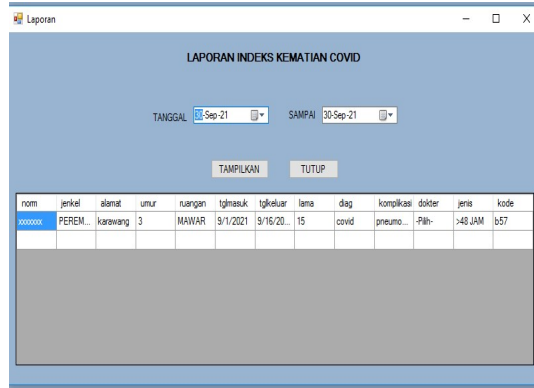 Laporan
LAPORAN INDEKS KEMATIAN COVID
TANGGAL 30-Sep-21 SAMPAI 30-Sep-21
TAMPILKAN TUTUP
norm jenkel alamat umur ruangan tglmasuk tglkeluar lama diag komplikasi dokter jenis kode
xxxxxxx PEREM... karawang 3 MAWAR 9/1/2021 9/16/20... 15 covid pneumo... -Pilih- >48 JAM b57